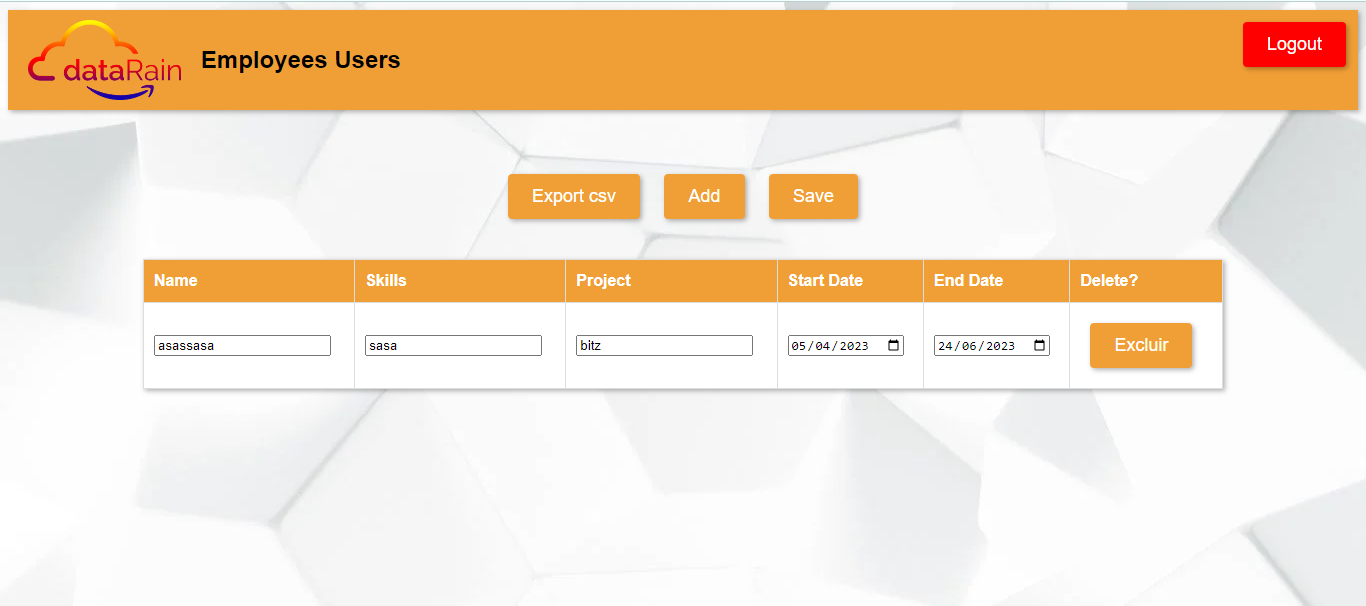 dataRain
Employees Users
Logout
Export csv Add Save
Name Skills Project Start Date End Date Delete?
asassasa sasa bitz 05/04/2023 24/06/2023 Excluir